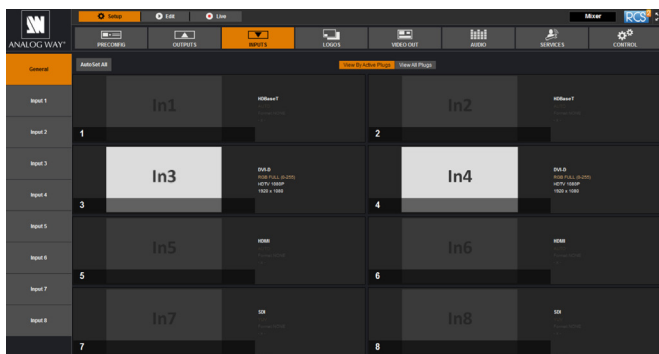 Setup Edit Live Mixer RCS²
ANALOG WAY®
PRECONFIG OUTPUTS INPUTS LOGOS VIDEO OUT AUDIO SERVICES CONTROL
General AutoSet All View By Active Plugs View All Plugs
Input 1
Input 2
Input 3
Input 4
Input 5
Input 6
Input 7
Input 8
In1 HDBaseT
1
In2 HDBaseT
2
In3 DVI-D
RGB FULL (0-255)
HDTV 1080P
1920 x 1080
3
In4 DVI-D
RGB FULL (0-255)
HDTV 1080P
1920 x 1080
4
In5 HDMI
5
In6 HDMI
6
In7 SDI
7
In8 SDI
8